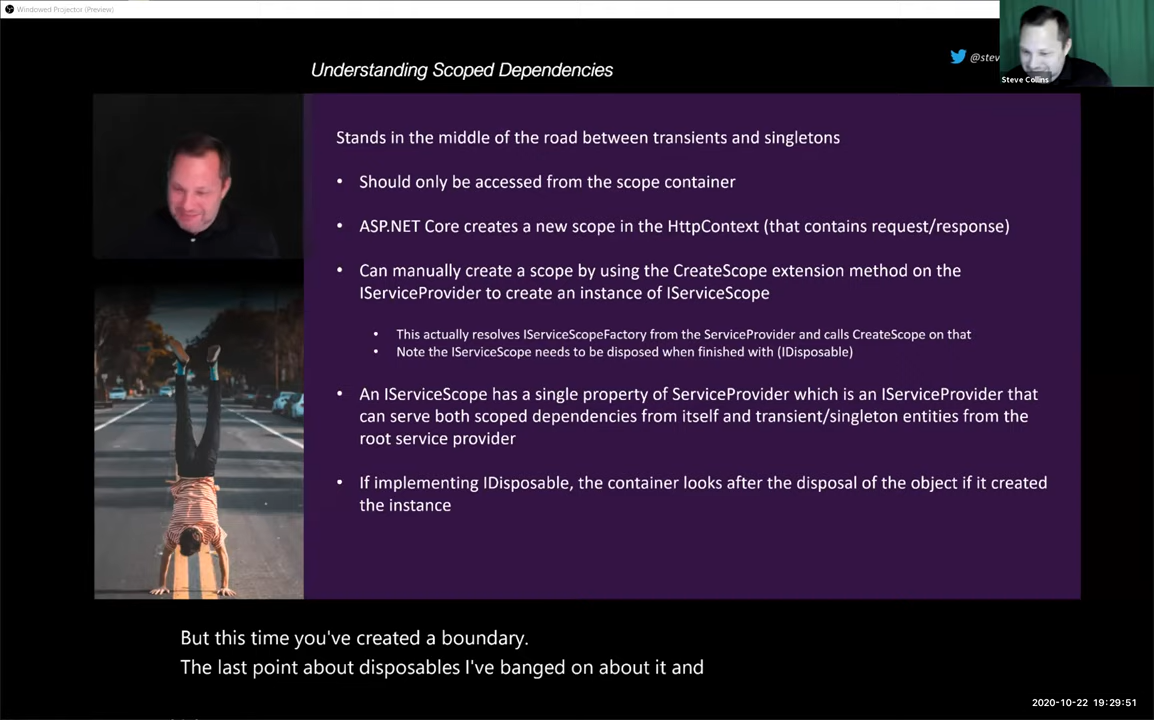 Windowed Projector (Preview)
Understanding Scoped Dependencies
@stev
Steve Collins
Stands in the middle of the road between transients and singletons
• Should only be accessed from the scope container
• ASP.NET Core creates a new scope in the HttpContext (that contains request/response)
• Can manually create a scope by using the CreateScope extension method on the
IServiceProvider to create an instance of IServiceScope
• This actually resolves IServiceScopeFactory from the ServiceProvider and calls CreateScope on that
• Note the IServiceScope needs to be disposed when finished with (IDisposable)
• An IServiceScope has a single property of ServiceProvider which is an IServiceProvider that
can serve both scoped dependencies from itself and transient/singleton entities from the
root service provider
• If implementing IDisposable, the container looks after the disposal of the object if it created
the instance
But this time you've created a boundary.
The last point about disposables I've banged on about it and
2020-10-22 19:29:51